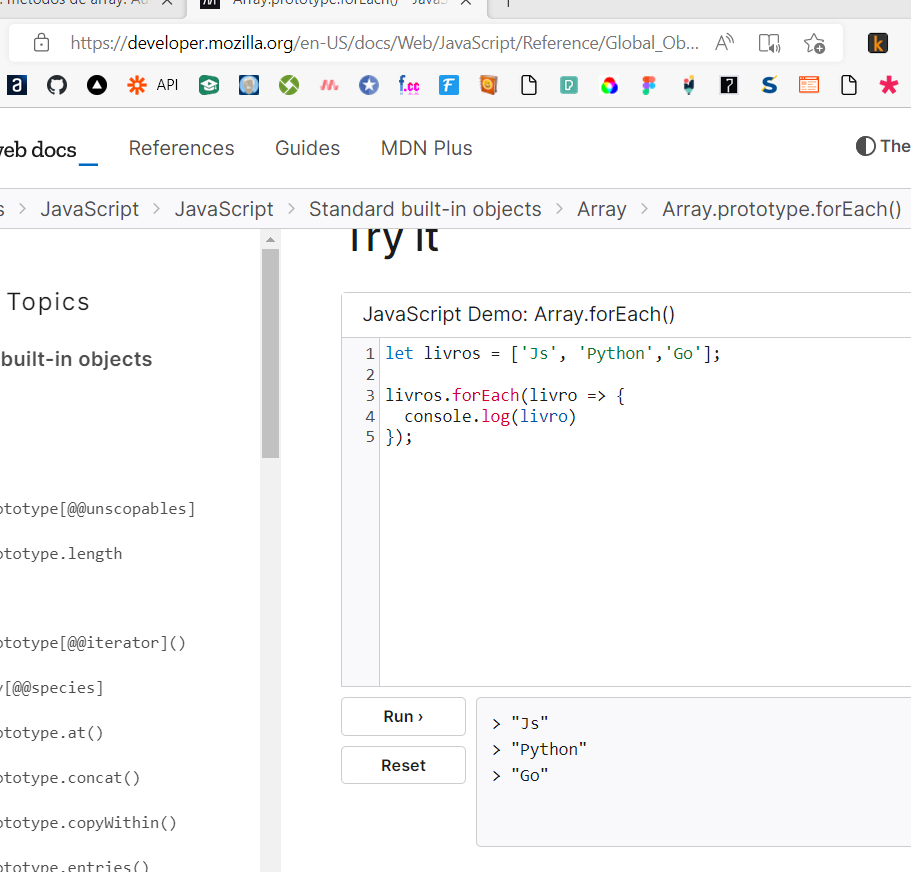 métodos de array: Au
Array.prototype.forEach() - JavaS
https://developer.mozilla.org/en-US/docs/Web/JavaScript/Reference/Global_Ob...
API
f.cc
web docs
References
Guides
MDN Plus
The
s > JavaScript > JavaScript > Standard built-in objects > Array > Array.prototype.forEach()
Topics
built-in objects
ototype[@@unscopables]
ototype.length
ototype[@@iterator]()
y[@@species]
ototype.at()
ototype.concat()
ototype.copyWithin()
ototype.entries()
Try it
JavaScript Demo: Array.forEach()
1 let livros = ['Js', 'Python','Go'];
2
3 livros.forEach(livro => {
4 console.log(livro)
5 });
Run ›
Reset
> "Js"
> "Python"
> "Go"